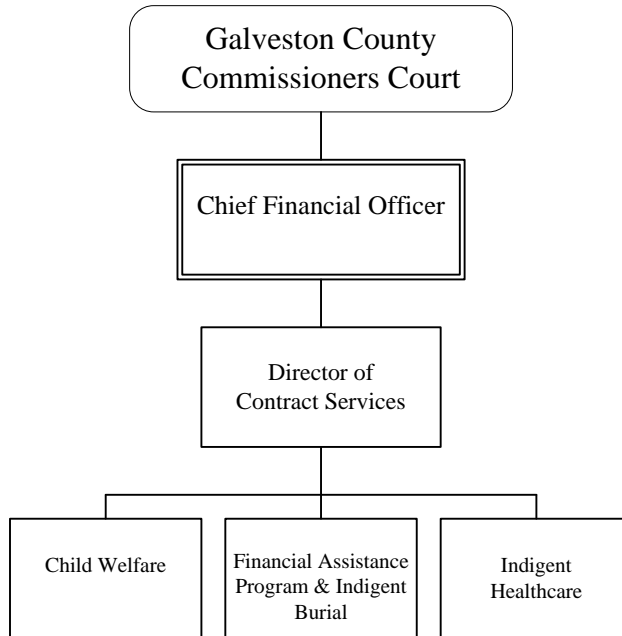 Galveston County
Commissioners Court
Chief Financial Officer
Director of
Contract Services
Child Welfare
Financial Assistance
Program & Indigent
Burial
Indigent
Healthcare